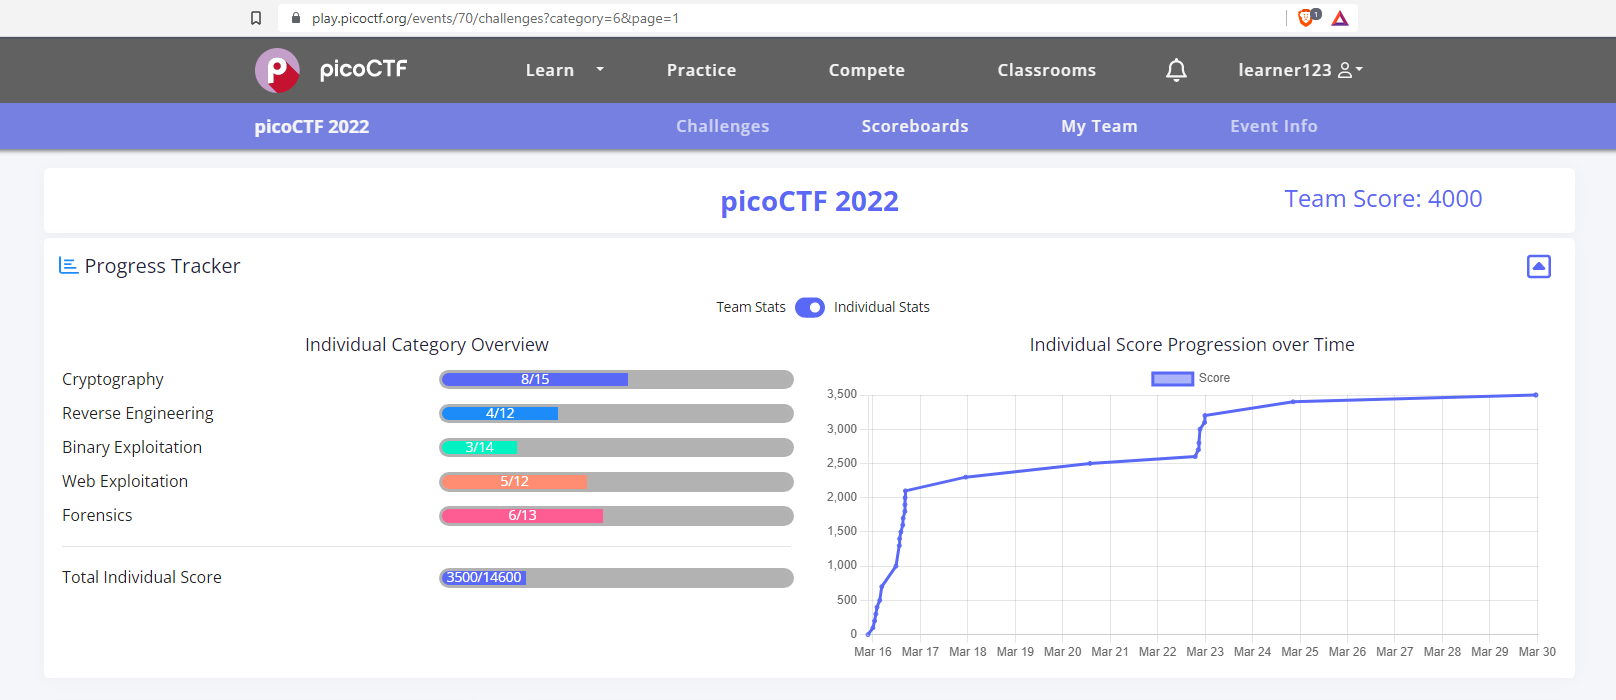 play.picoctf.org/events/70/challenges?category=6&page=1
1
picoCTF
Learn
Practice
Compete
Classrooms
learner123
picoCTF 2022
Challenges
Scoreboards
My Team
Event Info
picoCTF 2022
Team Score: 4000
Progress Tracker
Team Stats
Individual Stats
Individual Category Overview
Cryptography
8/15
Reverse Engineering
4/12
Binary Exploitation
3/14
Web Exploitation
5/12
Forensics
6/13
Total Individual Score
3500/14600
Individual Score Progression over Time
Score
3,500
3,000
2,500
2,000
1,500
1,000
500
0
Mar 16 Mar 17 Mar 18 Mar 19 Mar 20 Mar 21 Mar 22 Mar 23 Mar 24 Mar 25 Mar 26 Mar 27 Mar 28 Mar 29 Mar 30